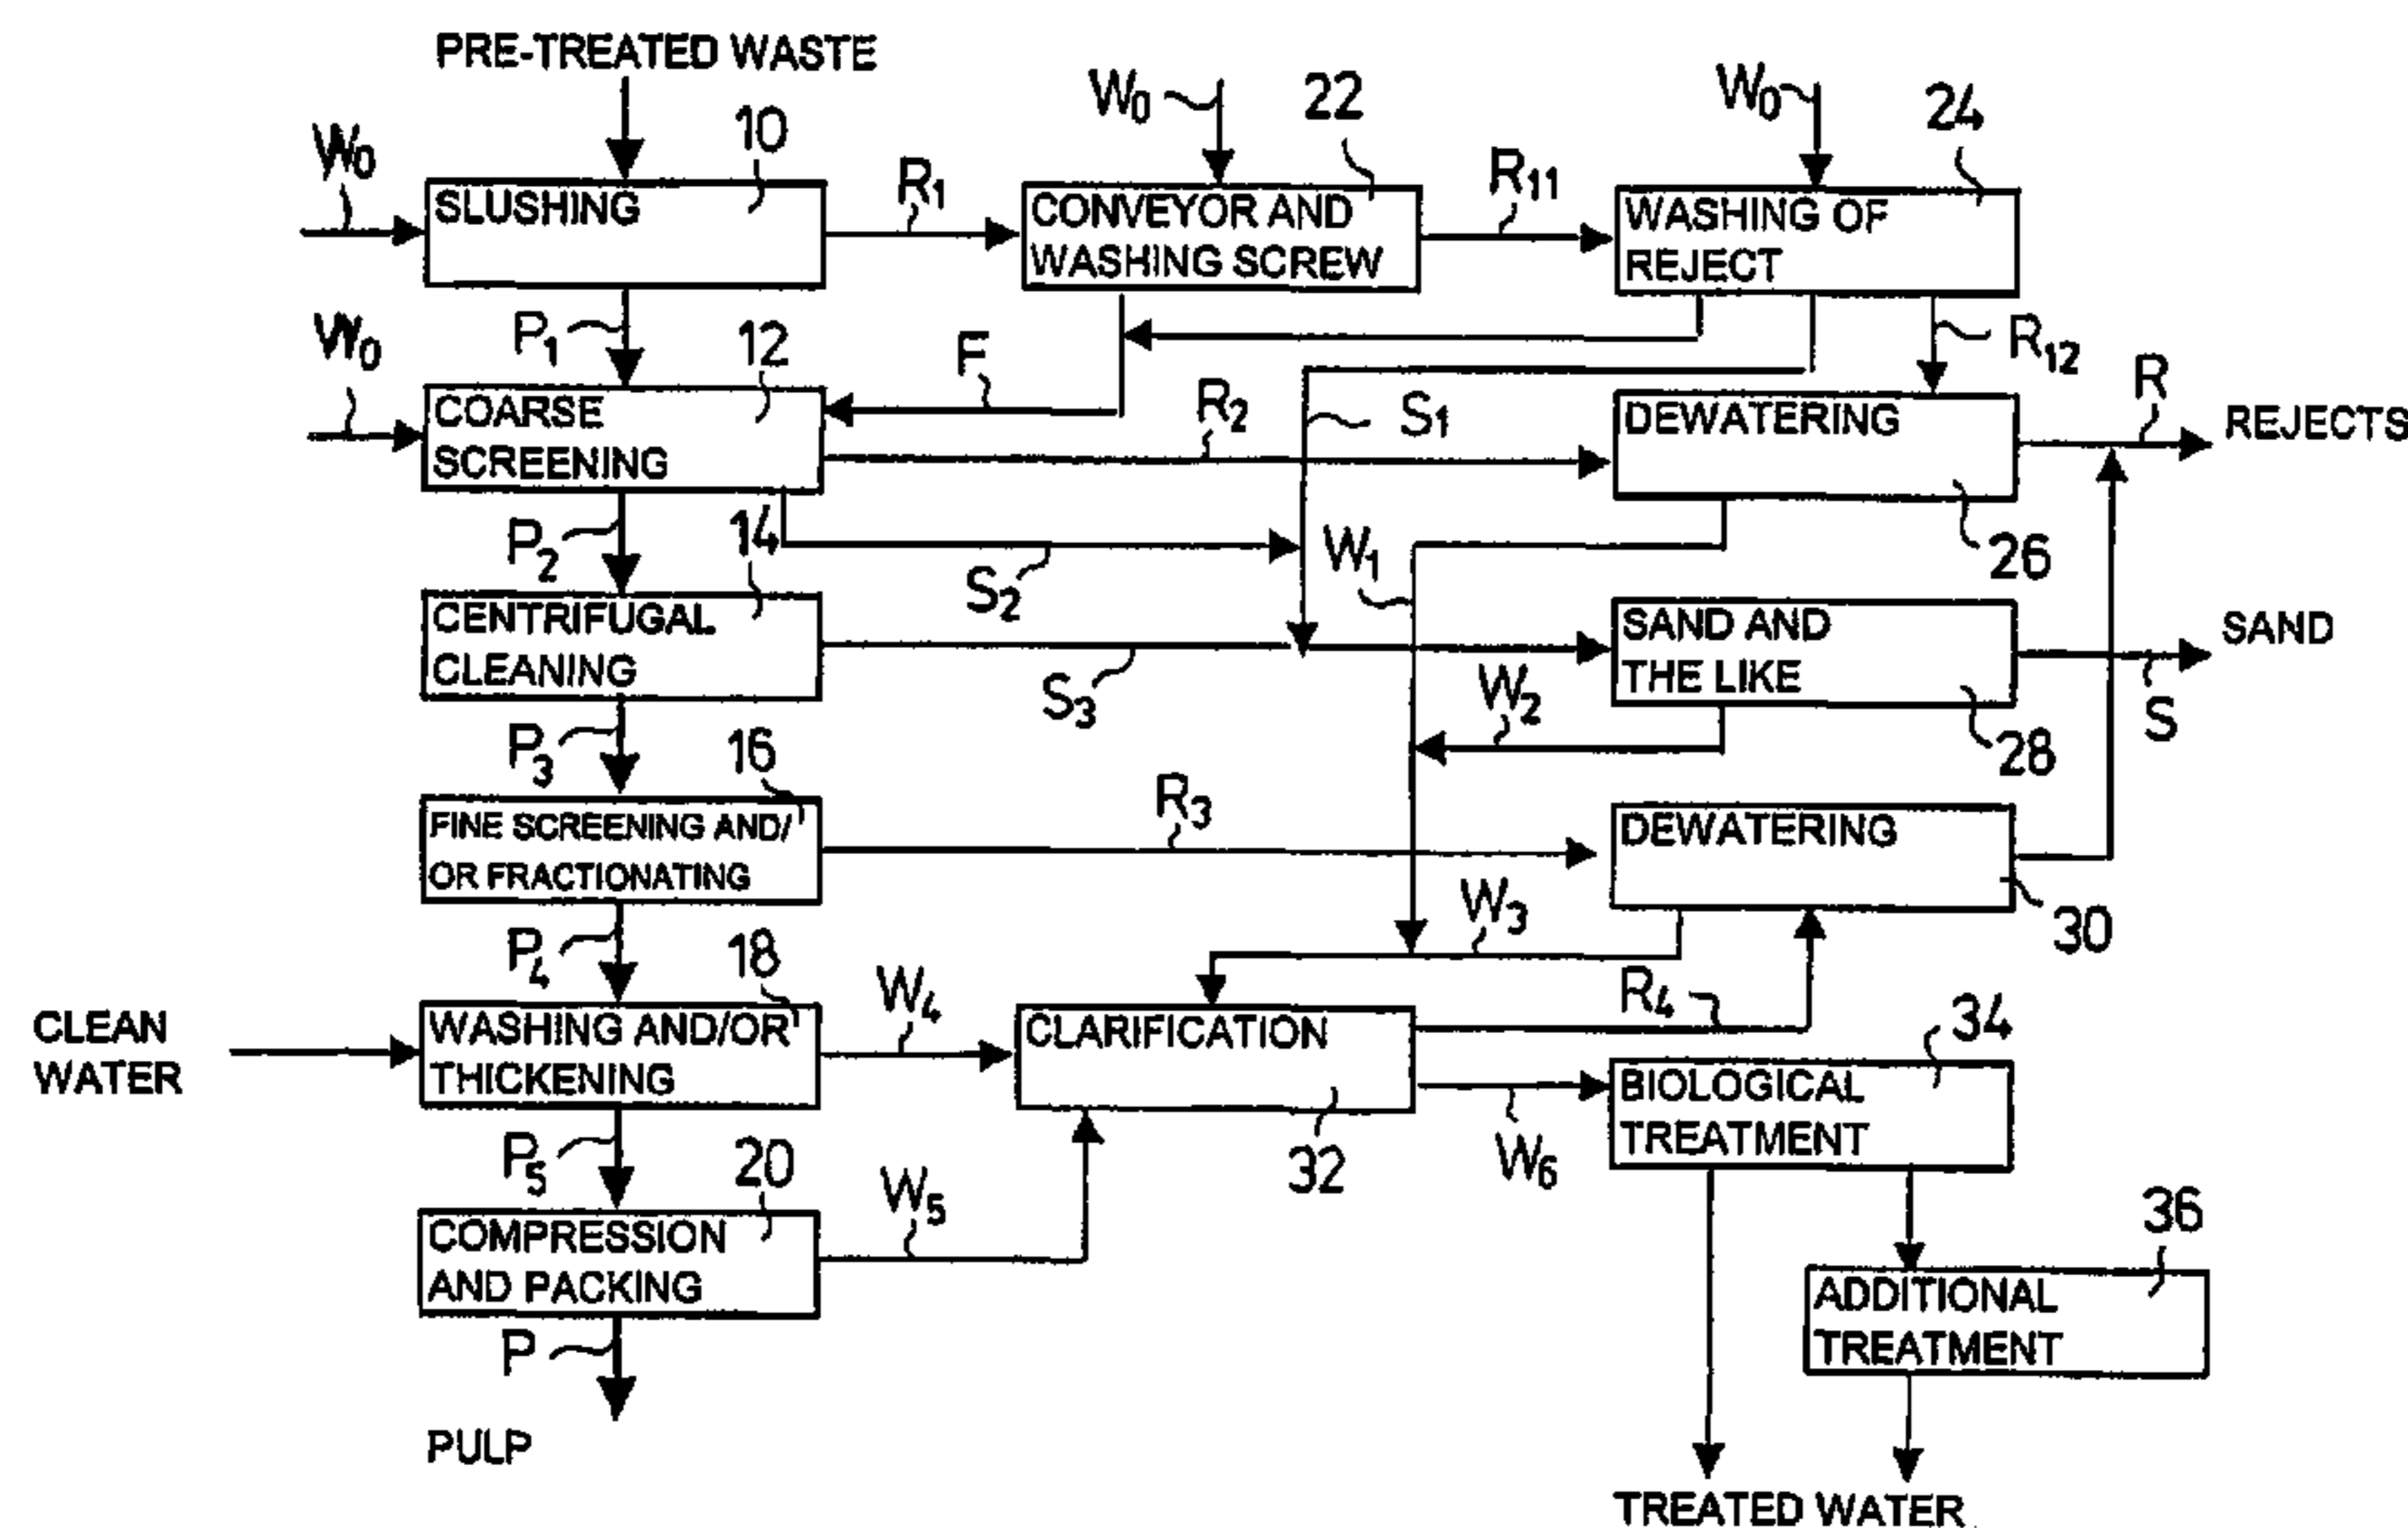 PRE-TREATED WASTE
W0
10
SLUSHING
R1
W0
22
CONVEYOR AND
WASHING SCREW
R11
W0
24
WASHING OF
REJECT
P1
W0
12
COARSE
SCREENING
F
R2
S1
R12
DEWATERING
26
R
REJECTS
P2
14
S2
W1
CENTRIFUGAL
CLEANING
S3
SAND AND
THE LIKE
28
SAND
S
W2
P3
16
FINE SCREENING AND/
OR FRACTIONATING
R3
DEWATERING
30
W3
P4
18
CLEAN
WATER
WASHING AND/OR
THICKENING
W4
CLARIFICATION
32
R4
W6
34
BIOLOGICAL
TREATMENT
P5
20
COMPRESSION
AND PACKING
W5
36
ADDITIONAL
TREATMENT
P
PULP
TREATED WATER